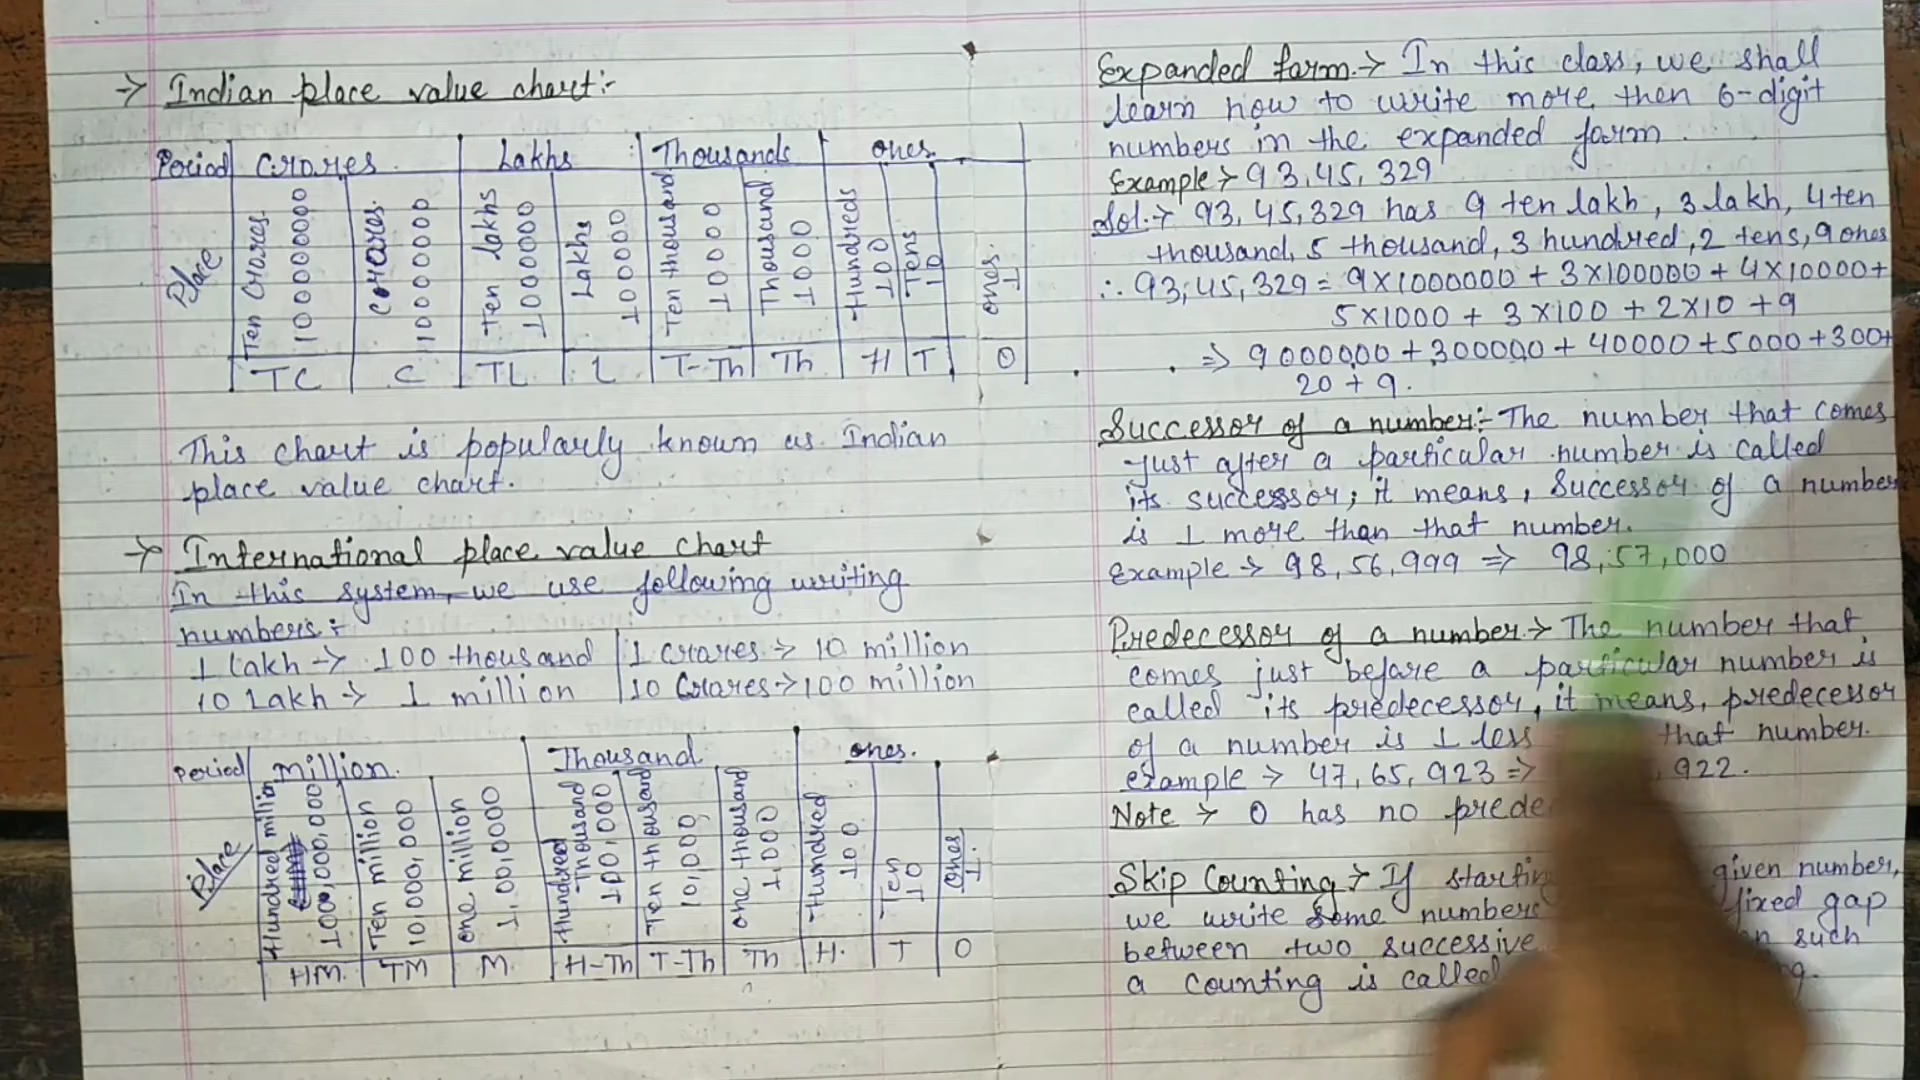 → Indian place value chart:-
Period Crores Lakhs Thousands ones
Place Ten Crores 100000000 Crores 10000000 Ten Lakhs 1000000 Lakhs 100000 Ten thousand 10000 Thousand 1000 Hundreds 100 Tens 10 ones 1
TC C TL L T-Th Th H T O
This chart is popularly known as Indian
place value chart.
→ International place value chart
In this system, we use following writing
numbers:
1 Lakh → 100 thousand 1 crores → 10 million
10 Lakh → 1 million 10 Crores → 100 million
Period million Thousand ones.
Place Hundred million 100,000,000 Ten million 10,000,000 one million 1,00,0000 Hundred Thousand 100,000 Ten thousand 10,000 one thousand 1,000 Hundred 100 Ten 10 ones 1.
HM. TM M. H-Th T-Th Th H. T O
Expanded form → In this class, we shall
learn how to write more then 6-digit
numbers in the expanded form.
Example → 93,45,329
Sol. → 93,45,329 has 9 ten lakh, 3 lakh, 4 ten
thousand, 5 thousand, 3 hundred, 2 tens, 9 ones
∴ 93,45,329 = 9×1000000 + 3×100000 + 4×10000+
5×1000 + 3×100 + 2×10 + 9
⇒ 9000000 + 300000 + 40000 + 5000 + 300+
20 + 9.
Successor of a number:- The number that comes
just after a particular number is called
its successor, it means, Successor of a number
is 1 more than that number.
Example → 98,56,999 ⇒ 98,57,000
Predecessor of a number → The number that
comes just before a particular number is
called its predecessor, it means, predecessor
of a number is 1 less that number.
example → 47,65,923 ⇒ ,922.
Note → 0 has no
Skip Counting → If given number,
we write some numbers fixed gap
between two successive such
a counting is called